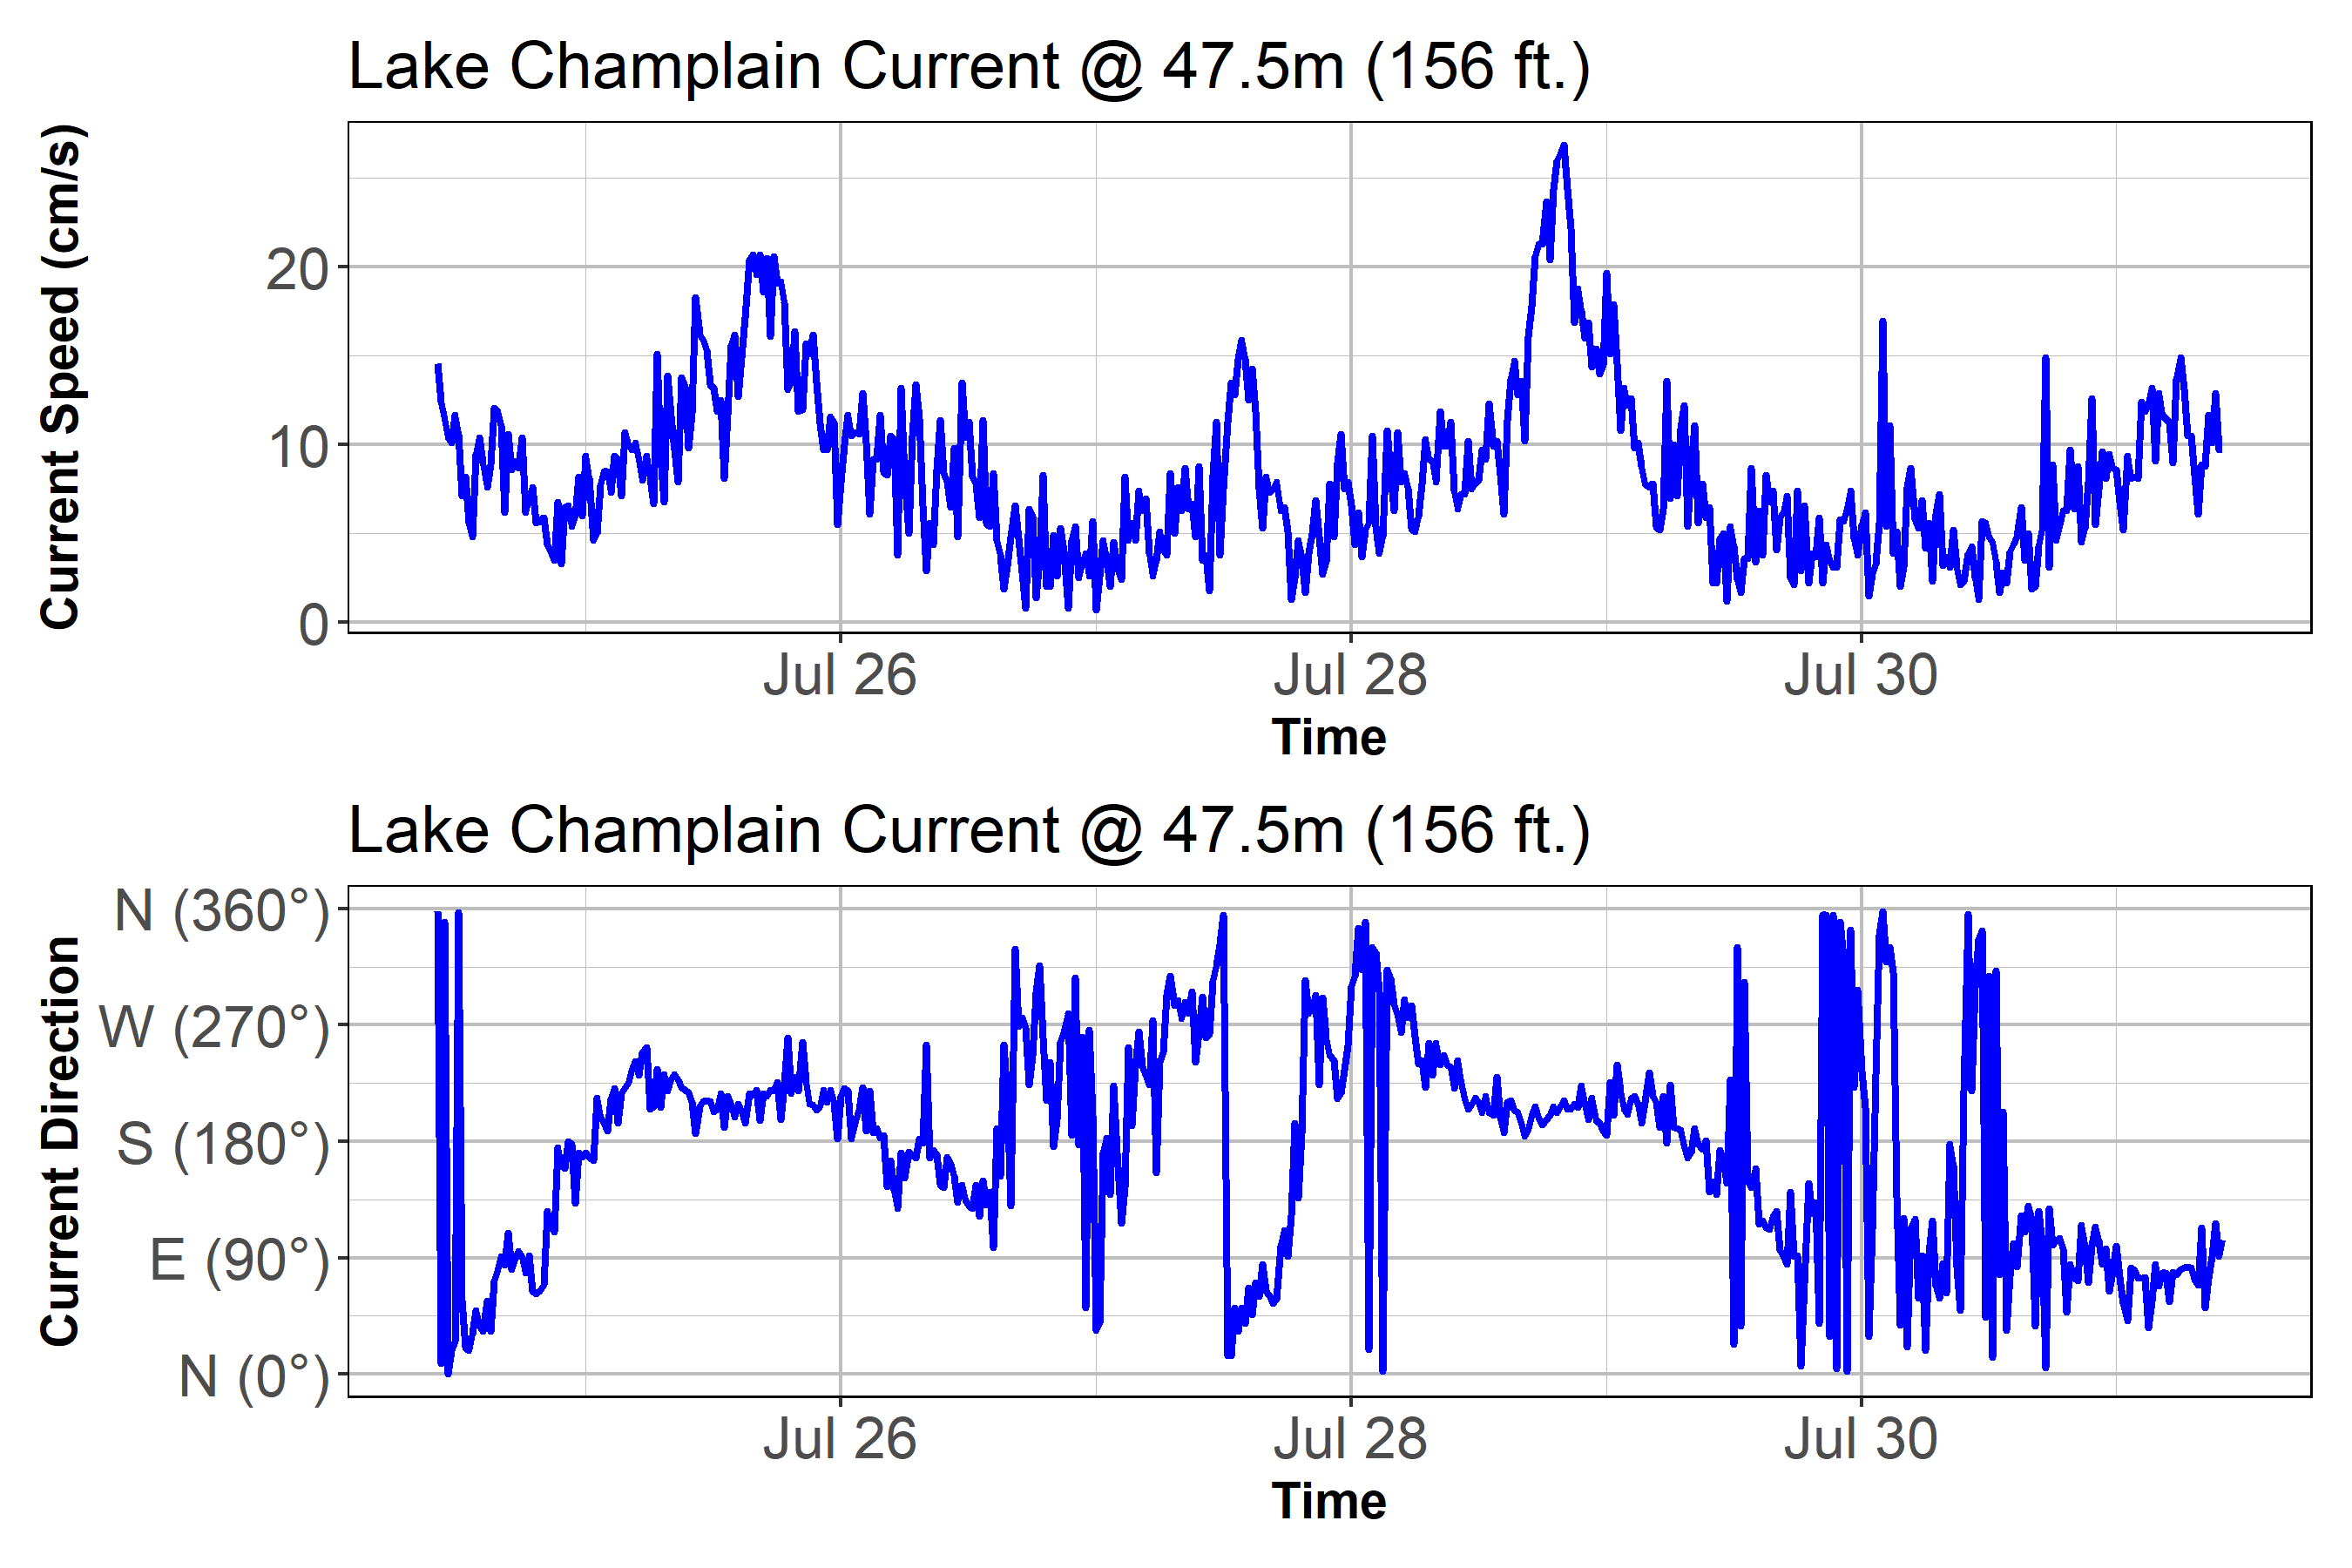 Lake Champlain Current @ 47.5m (156 ft.)
Current Speed (cm/s)
20
10
0
Jul 26 Jul 28 Jul 30
Time
Lake Champlain Current @ 47.5m (156 ft.)
Current Direction
N (360°)
W (270°)
S (180°)
E (90°)
N (0°)
Jul 26 Jul 28 Jul 30
Time